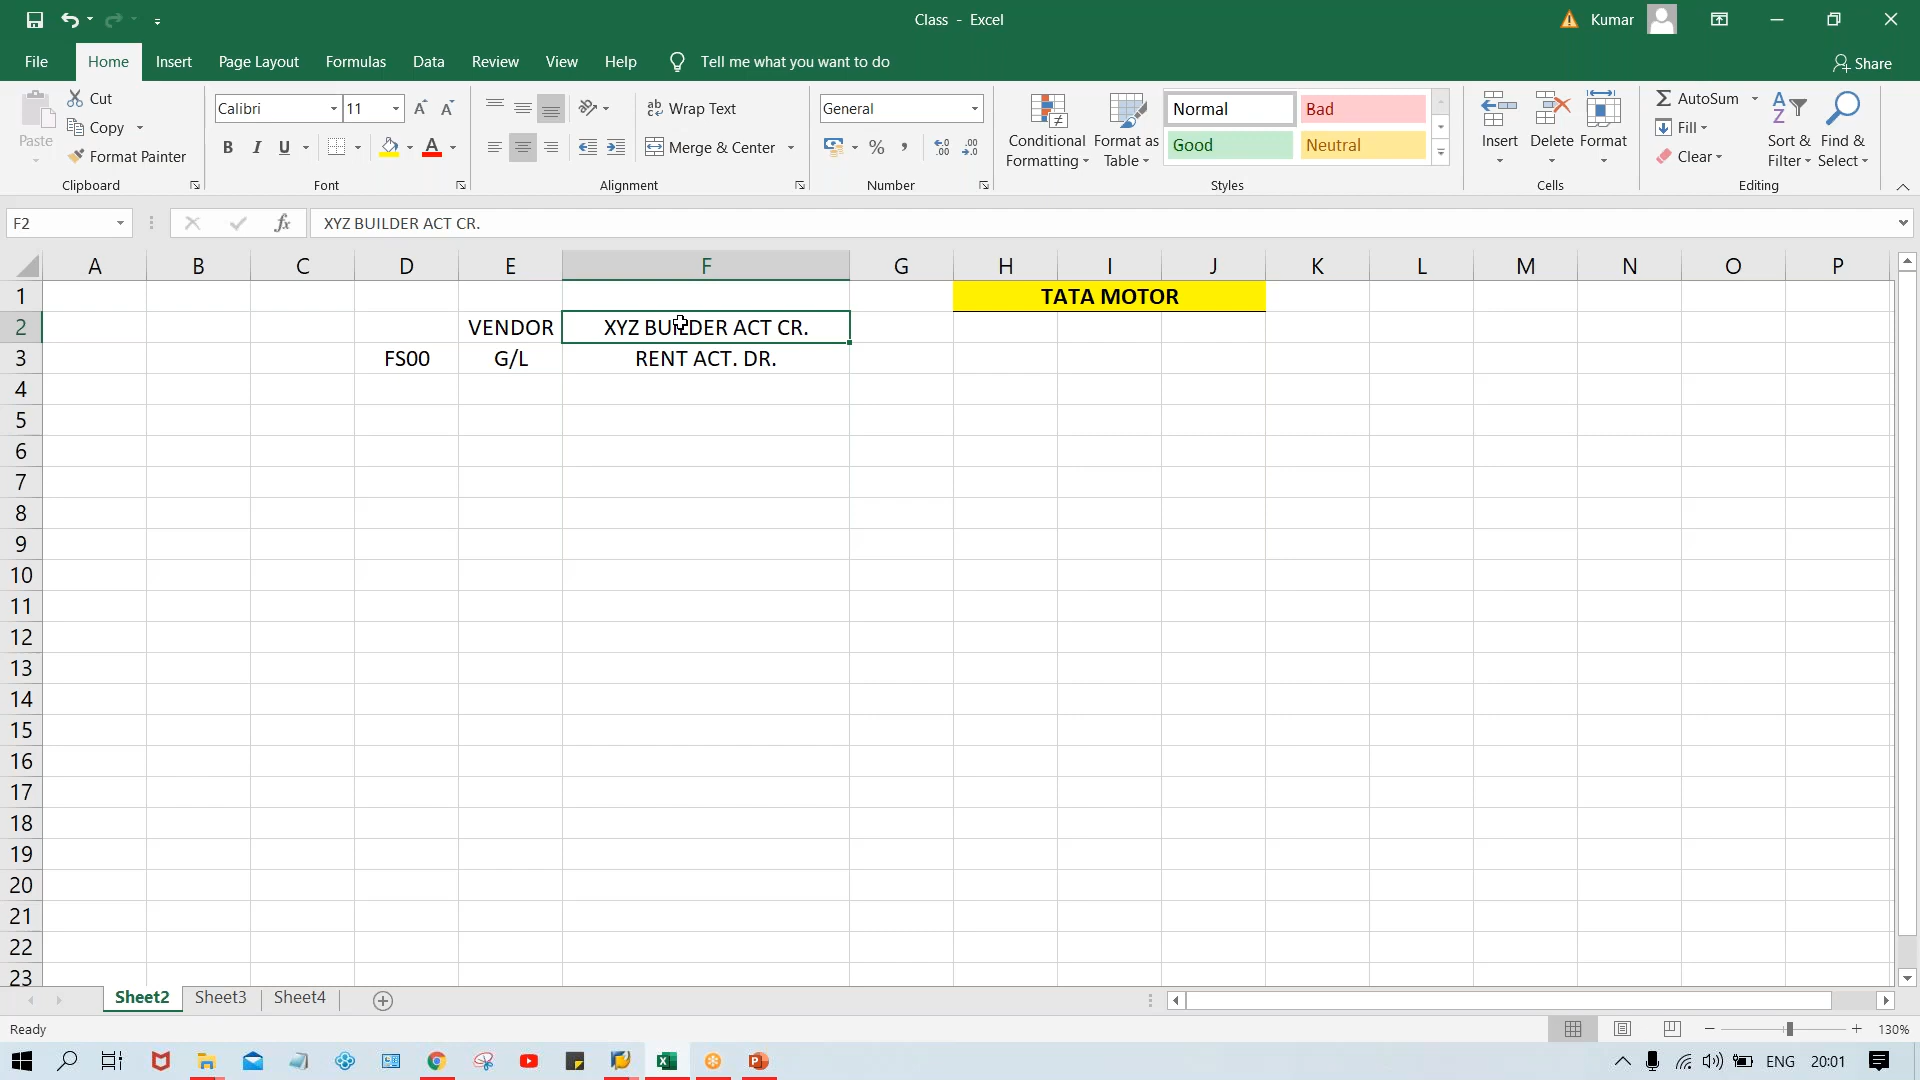 Class - Excel
Kumar
File
Home
Insert
Page Layout
Formulas
Data
Review
View
Help
Tell me what you want to do
Share
Paste
Cut
Copy
Format Painter
Clipboard
Calibri
11
B I U
A
Font
Wrap Text
Merge & Center
Alignment
General
%
Number
Conditional
Formatting
Format as
Table
Normal
Bad
Good
Neutral
Styles
Insert
Delete
Format
Cells
AutoSum
Fill
Clear
Sort &
Filter
Find &
Select
Editing
F2
fx
XYZ BUILDER ACT CR.
A B C D E F G H I J K L M N O P
1 TATA MOTOR
2 VENDOR XYZ BUILDER ACT CR.
3 FS00 G/L RENT ACT. DR.
4
5
6
7
8
9
10
11
12
13
14
15
16
17
18
19
20
21
22
23
Sheet2
Sheet3
Sheet4
Ready
130%
ENG
20:01